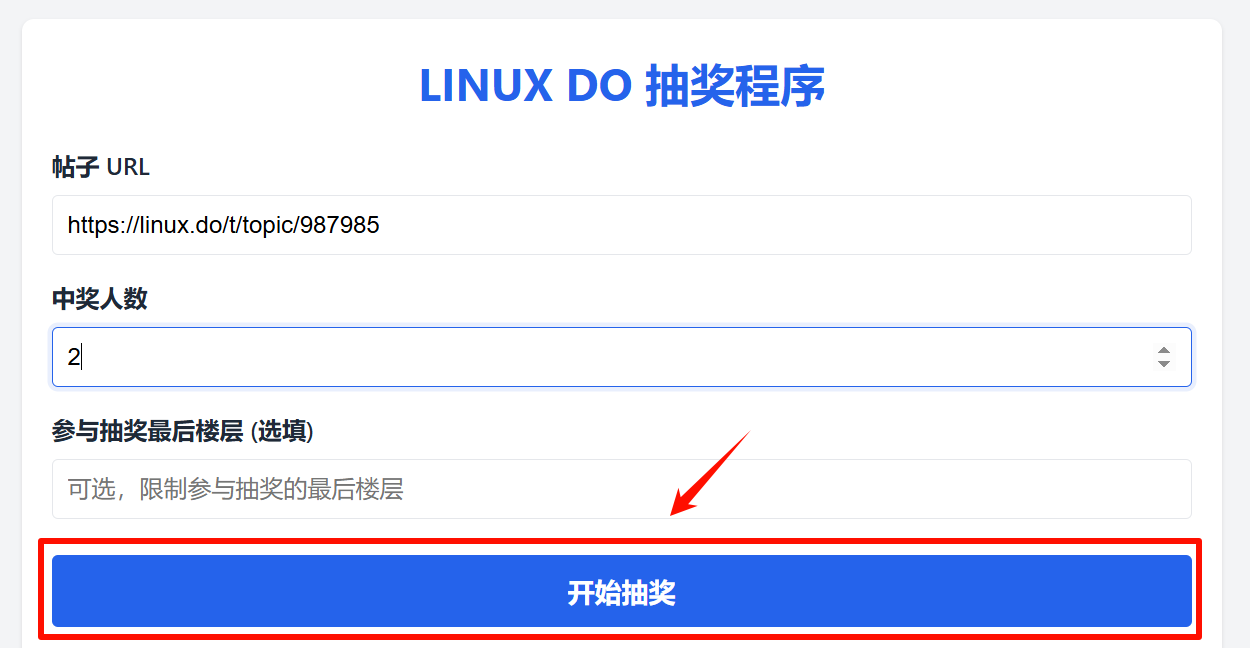 LINUX DO 抽奖程序
帖子 URL
https://linux.do/t/topic/987985
中奖人数
2
参与抽奖最后楼层 (选填)
可选，限制参与抽奖的最后楼层
开始抽奖